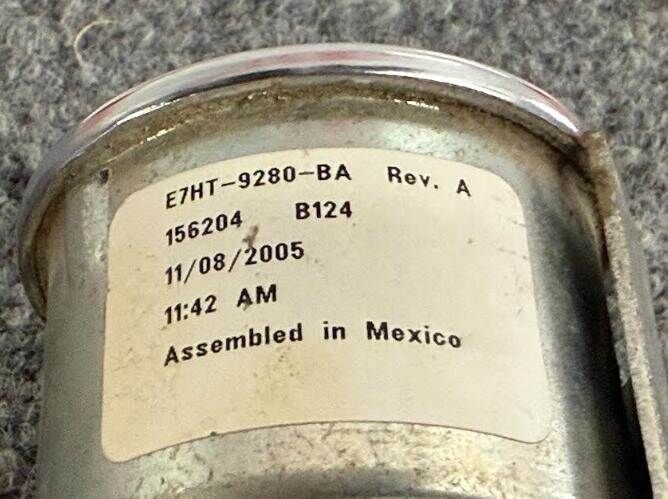 E7HT-9280-BA Rev. A
156204 B124
11/08/2005
11:42 AM
Assembled in Mexico